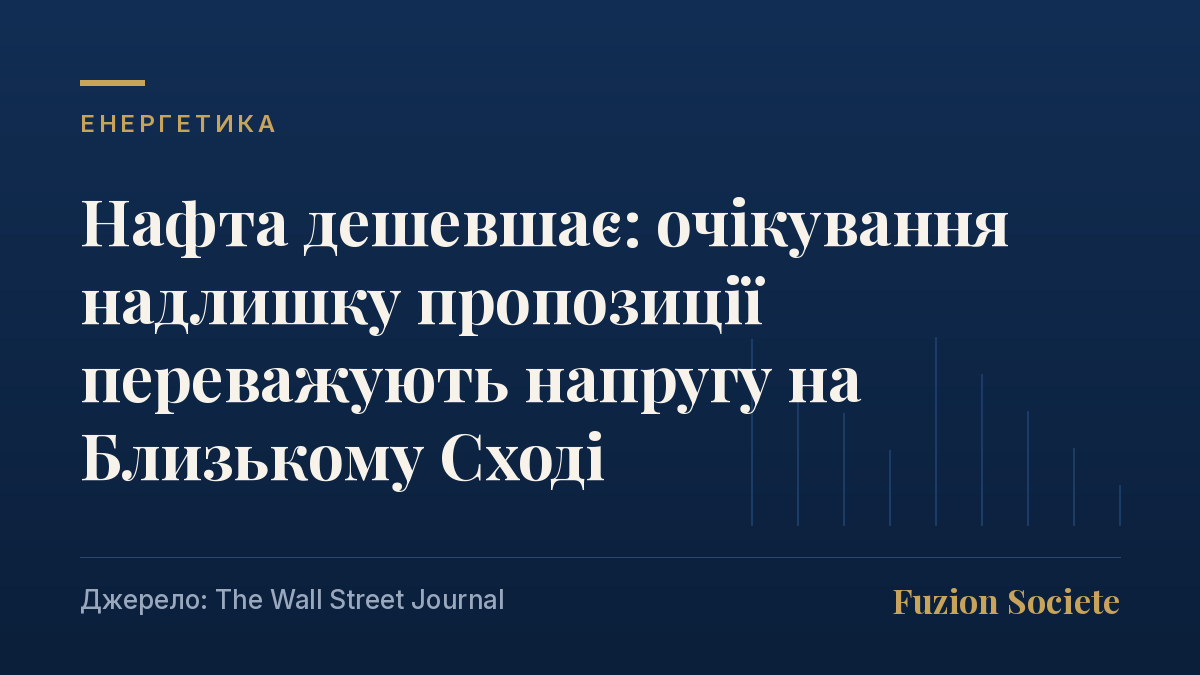 ЕНЕРГЕТИКА
Нафта дешевшає: очікування
надлишку пропозиції
переважують напругу на
Близькому Сході
Джерело: The Wall Street Journal
Fuzion Societe